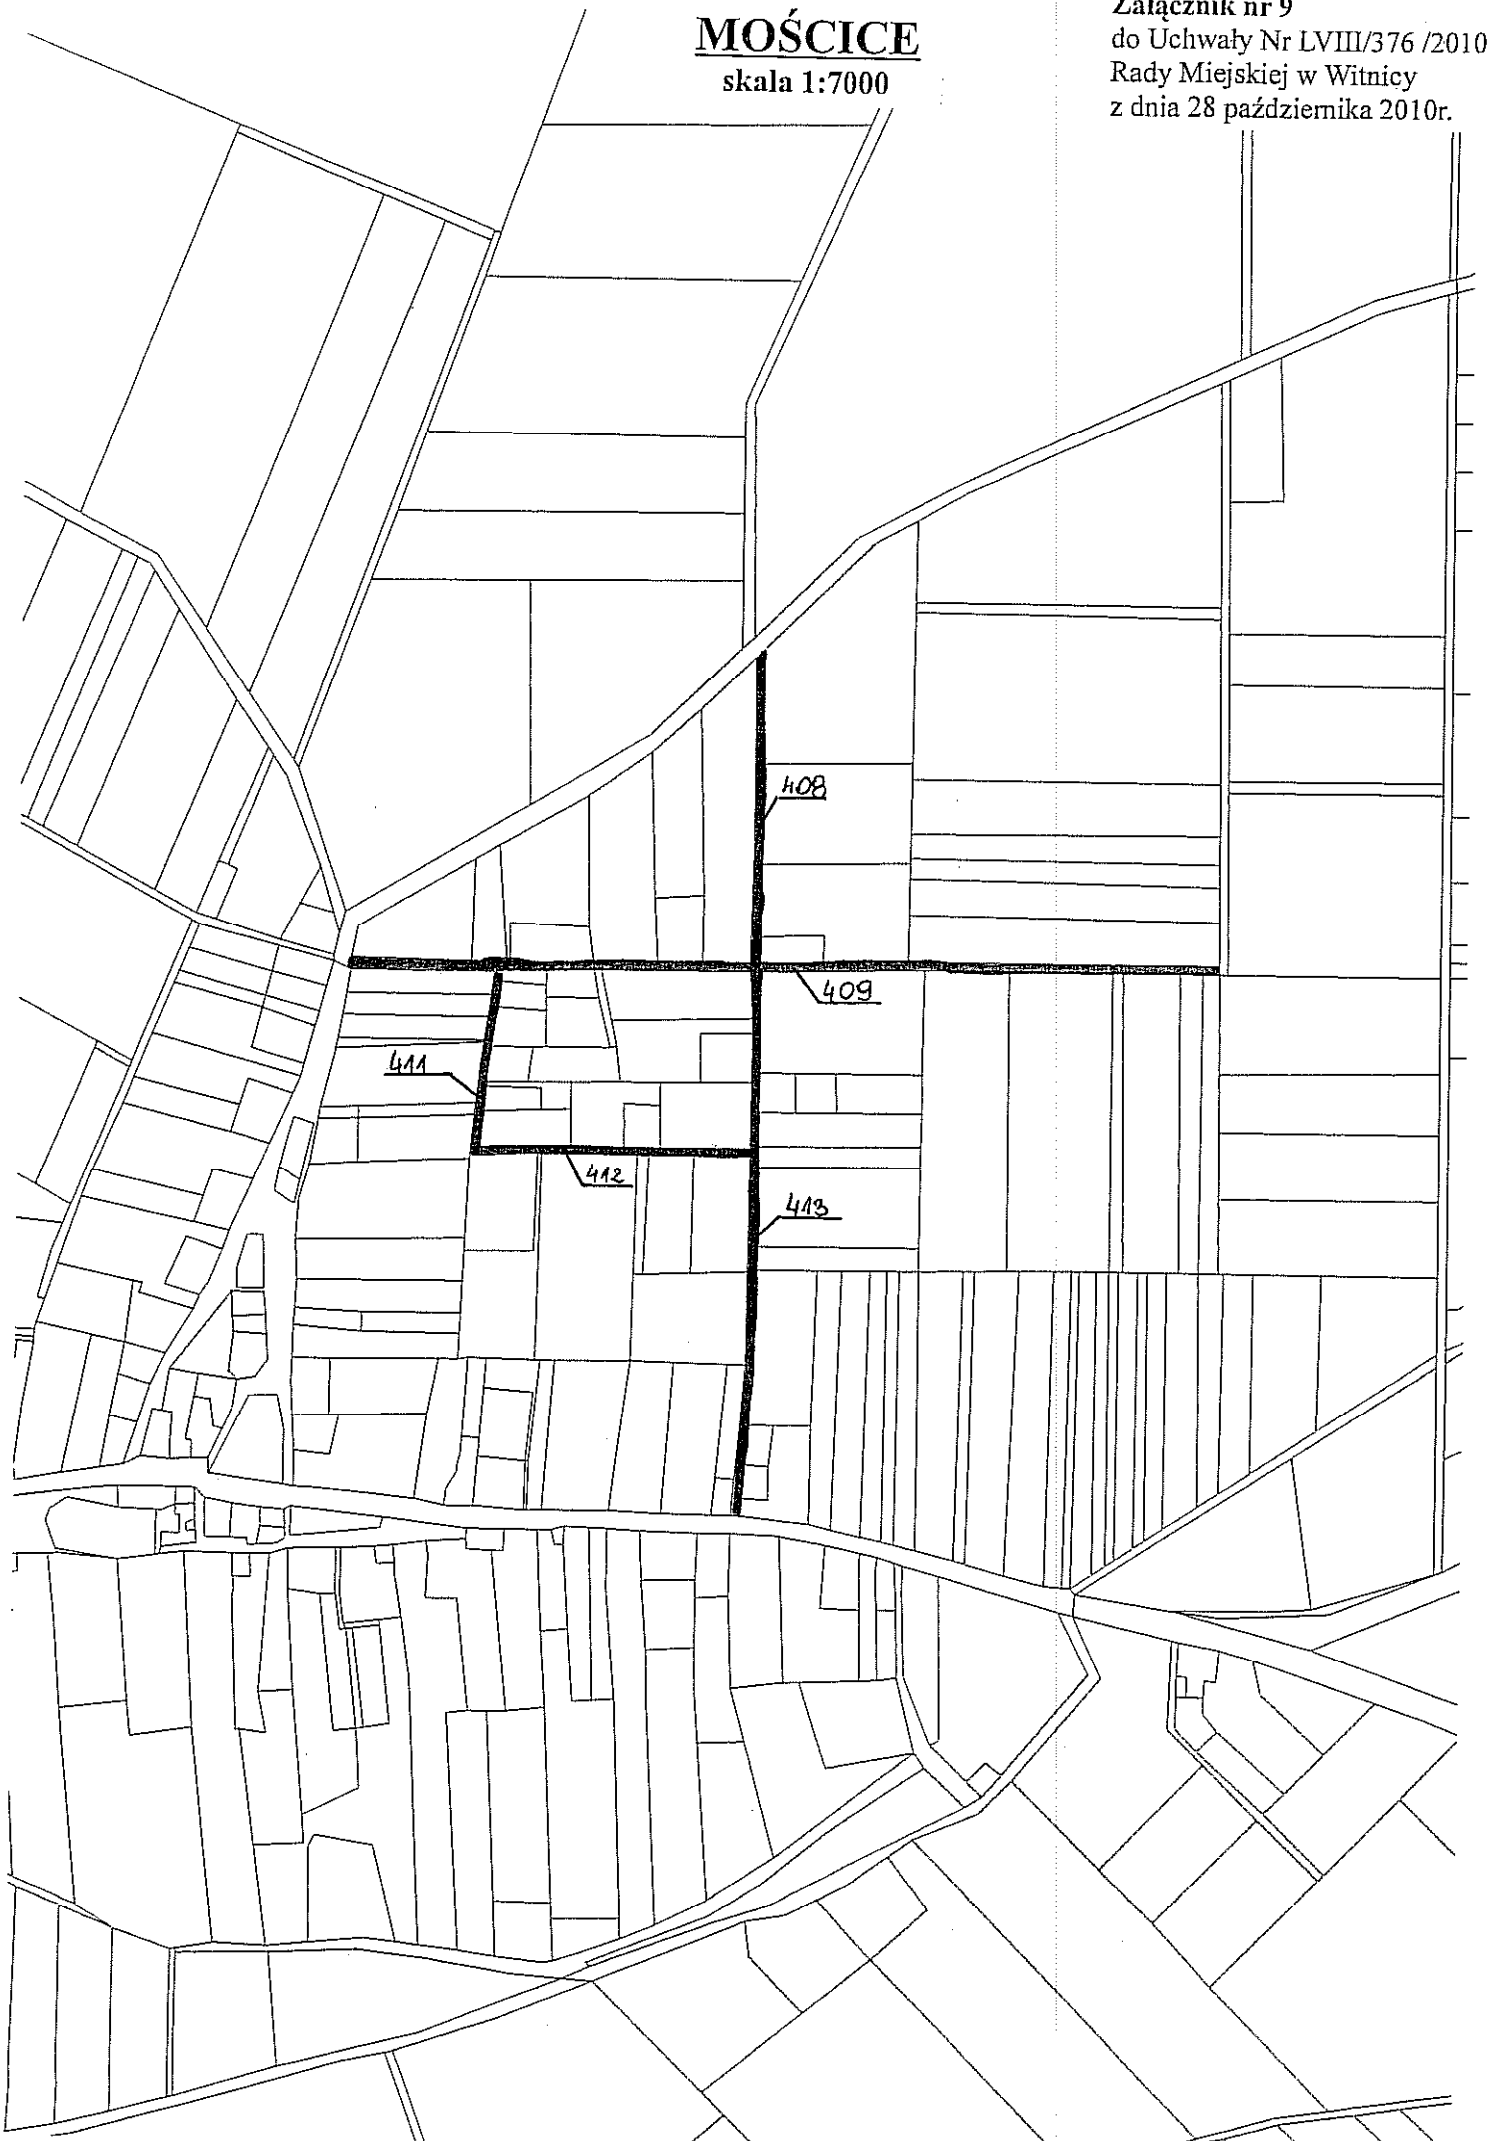 MOŚCICE
skala 1:7000
Załącznik nr 9
do Uchwały Nr LVIII/376 /2010
Rady Miejskiej w Witnicy
z dnia 28 października 2010r.
408
409
411
412
413